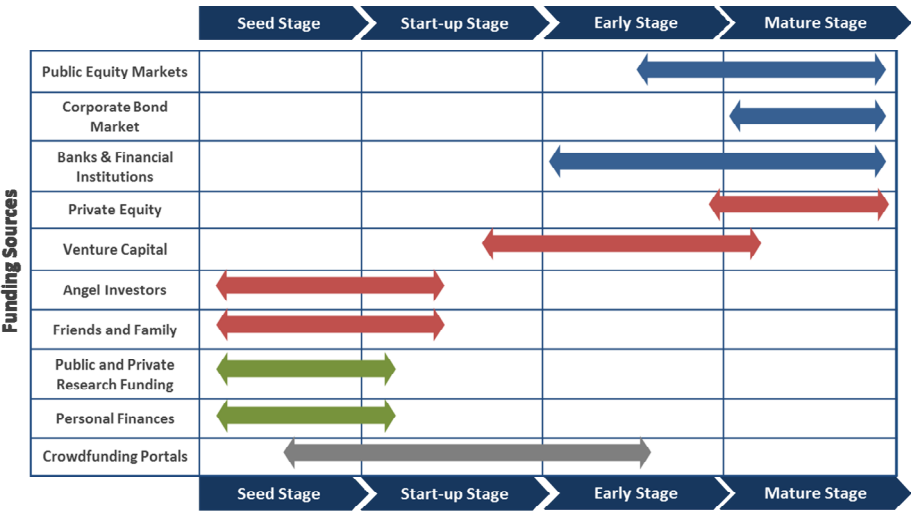 Seed Stage
Start-up Stage
Early Stage
Mature Stage
Funding Sources
Public Equity Markets
Corporate Bond
Market
Banks & Financial
Institutions
Private Equity
Venture Capital
Angel Investors
Friends and Family
Public and Private
Research Funding
Personal Finances
Crowdfunding Portals
Seed Stage
Start-up Stage
Early Stage
Mature Stage